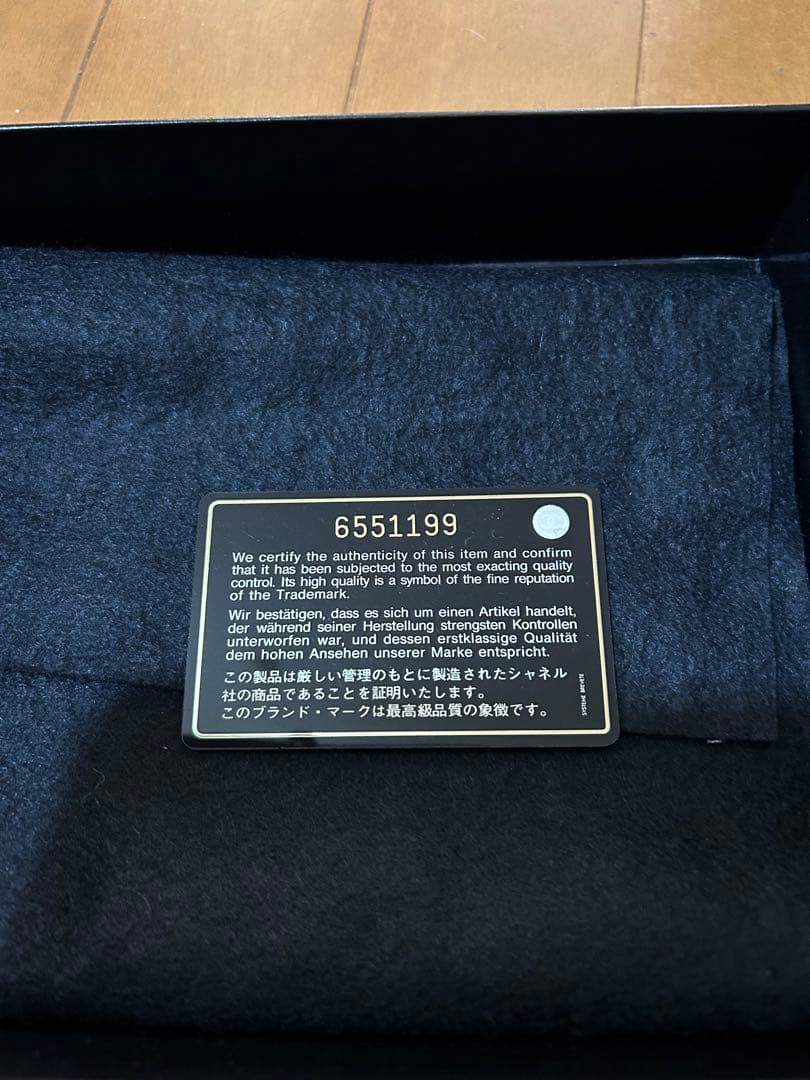 6551199
We certify the authenticity of this item and confirm
that it has been subjected to the most exacting quality
control. Its high quality is a symbol of the fine reputation
of the Trademark.
Wir bestätigen, dass es sich um einen Artikel handelt,
der während seiner Herstellung strengsten Kontrollen
unterworfen war, und dessen erstklassige Qualität
dem hohen Ansehen unserer Marke entspricht.
この製品は厳しい管理のもとに製造されたシャネル
社の商品であることを証明いたします。
このブランド・マークは最高級品質の象徴です。
SYSTEME BREVETE